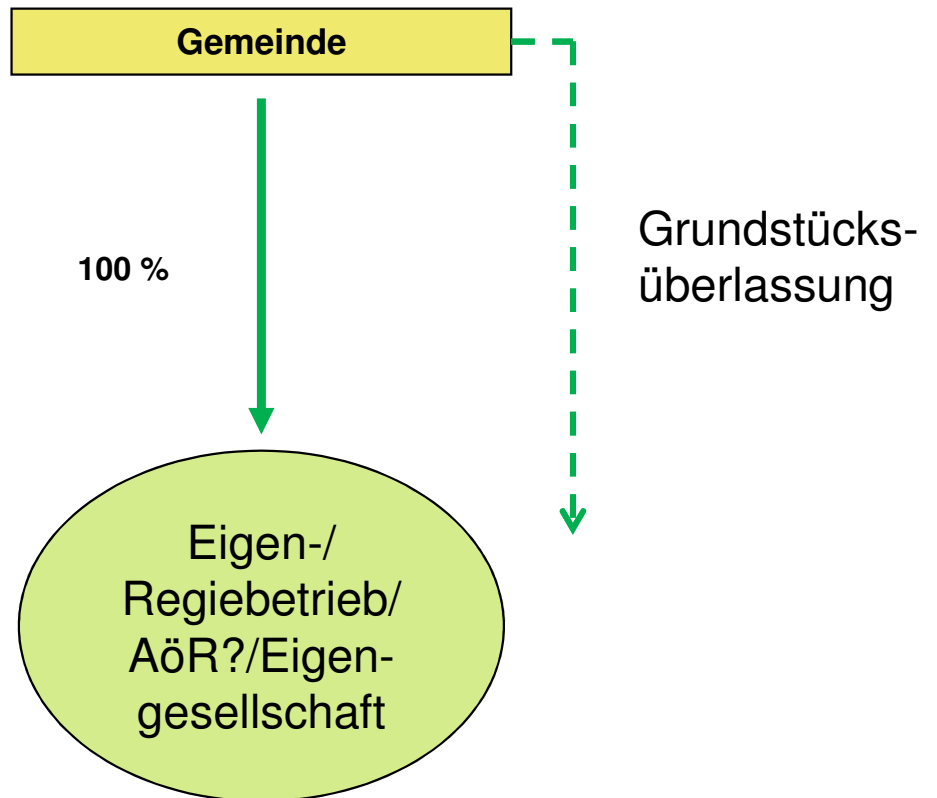 Gemeinde
100 %
Grundstücks-
überlassung
Eigen-/
Regiebetrieb/
AöR?/Eigen-
gesellschaft